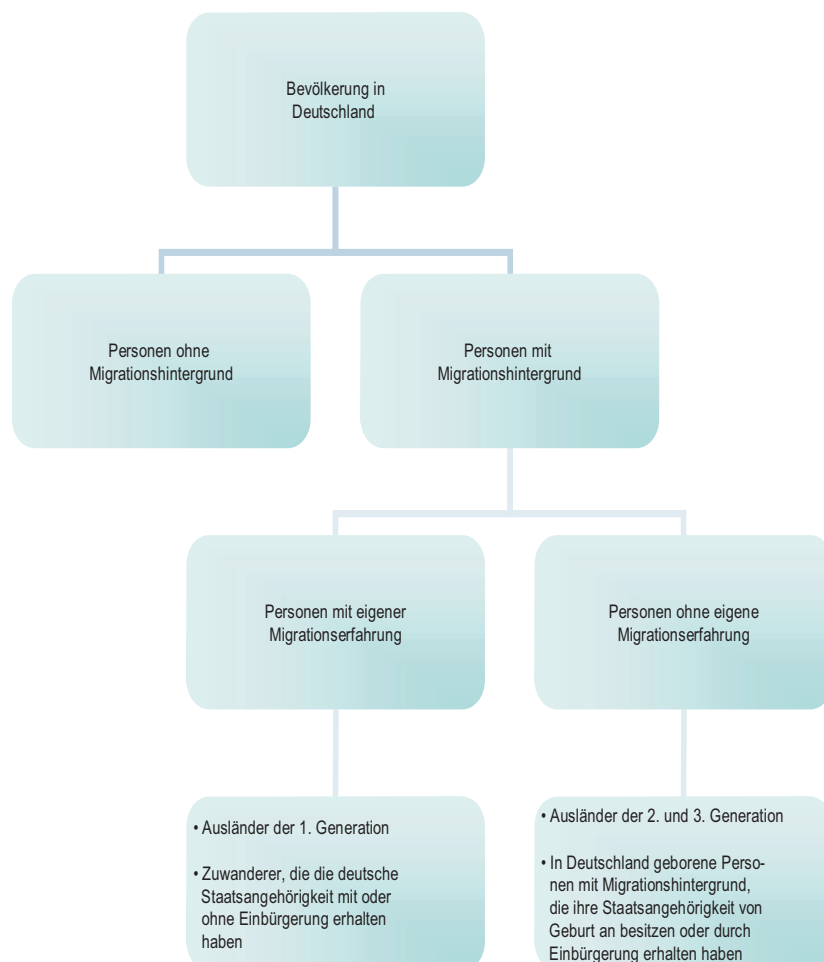 Bevölkerung in
Deutschland
Personen ohne
Migrationshintergrund
Personen mit
Migrationshintergrund
Personen mit eigener
Migrationserfahrung
Personen ohne eigene
Migrationserfahrung
• Ausländer der 1. Generation
• Zuwanderer, die die deutsche
Staatsangehörigkeit mit oder
ohne Einbürgerung erhalten
haben
• Ausländer der 2. und 3. Generation
• In Deutschland geborene Perso-
nen mit Migrationshintergrund,
die ihre Staatsangehörigkeit von
Geburt an besitzen oder durch
Einbürgerung erhalten haben